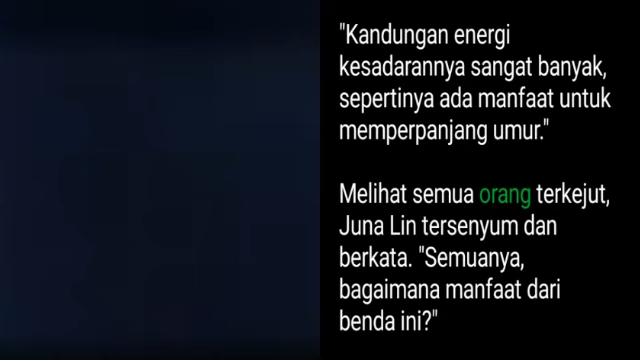 "Kandungan energi
kesadarannya sangat banyak,
sepertinya ada manfaat untuk
memperpanjang umur."
Melihat semua orang terkejut,
Juna Lin tersenyum dan
berkata. "Semuanya,
bagaimana manfaat dari
benda ini?"